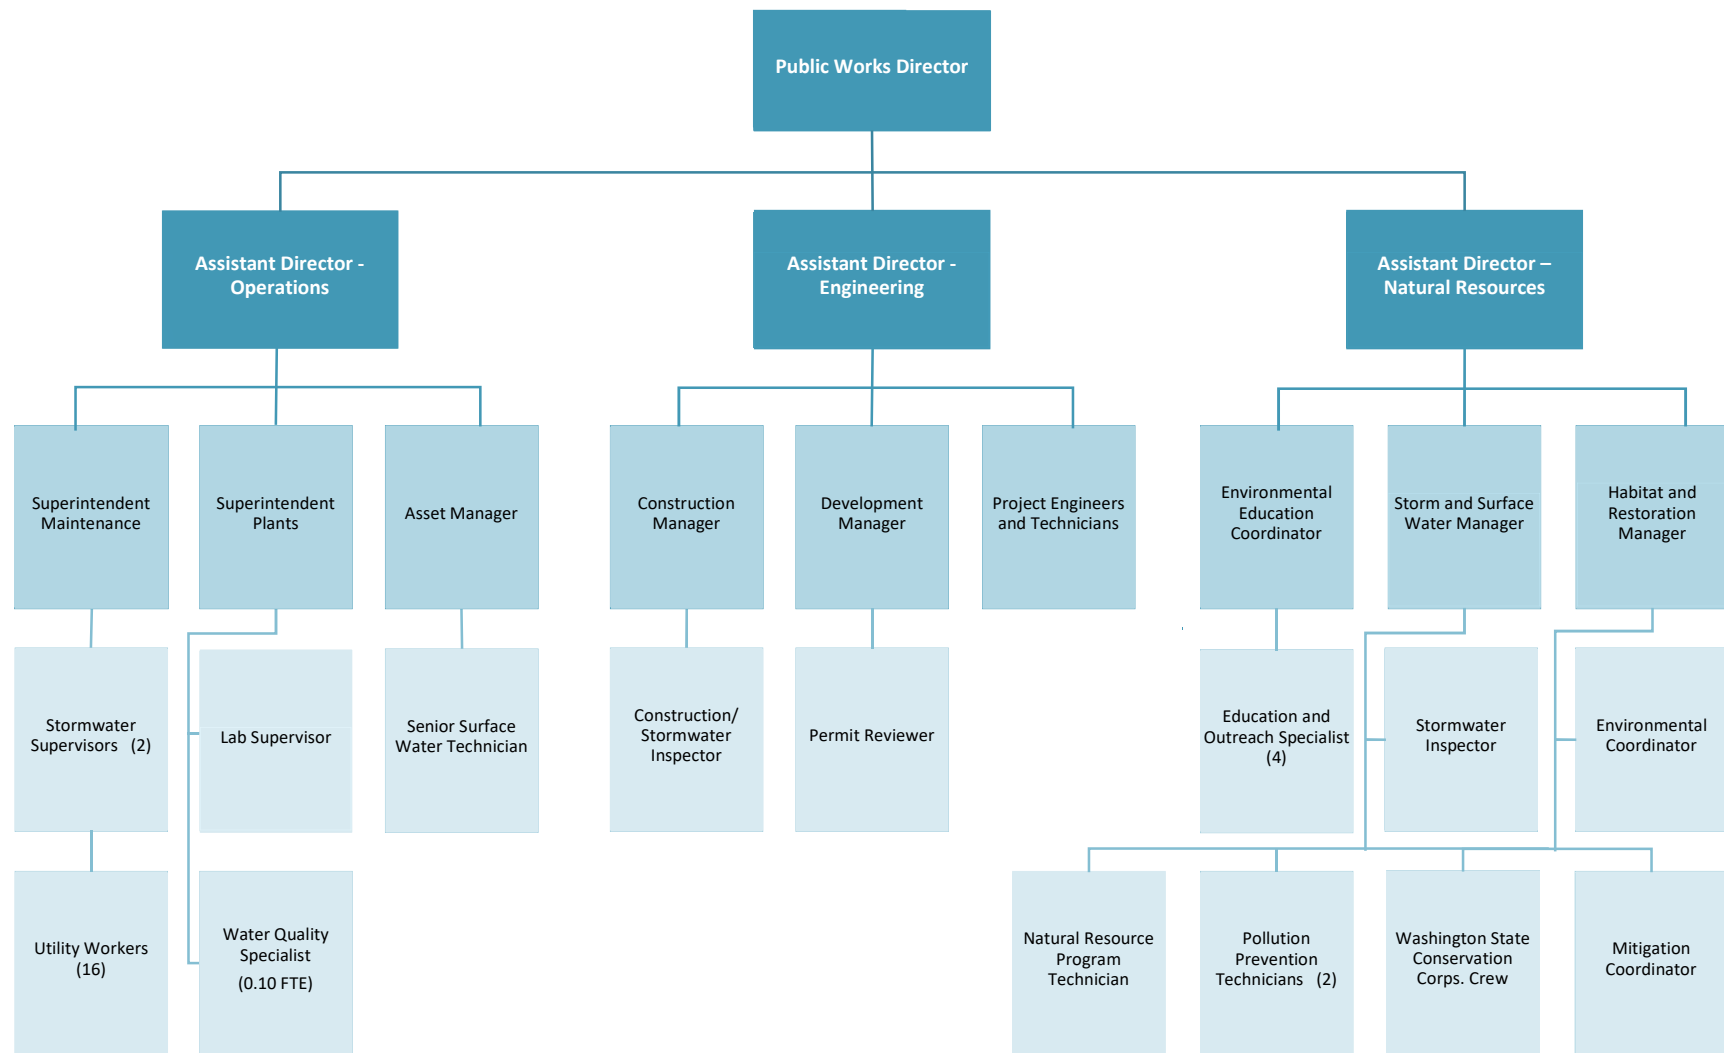 Public Works Director
Assistant Director -
Operations
Assistant Director -
Engineering
Assistant Director –
Natural Resources
Superintendent
Maintenance
Superintendent
Plants
Asset Manager
Construction
Manager
Development
Manager
Project Engineers
and Technicians
Environmental
Education
Coordinator
Storm and Surface
Water Manager
Habitat and
Restoration
Manager
Stormwater
Supervisors (2)
Lab Supervisor
Senior Surface
Water Technician
Construction/
Stormwater
Inspector
Permit Reviewer
Education and
Outreach Specialist
(4)
Stormwater
Inspector
Environmental
Coordinator
Utility Workers
(16)
Water Quality
Specialist
(0.10 FTE)
Natural Resource
Program
Technician
Pollution
Prevention
Technicians (2)
Washington State
Conservation
Corps. Crew
Mitigation
Coordinator